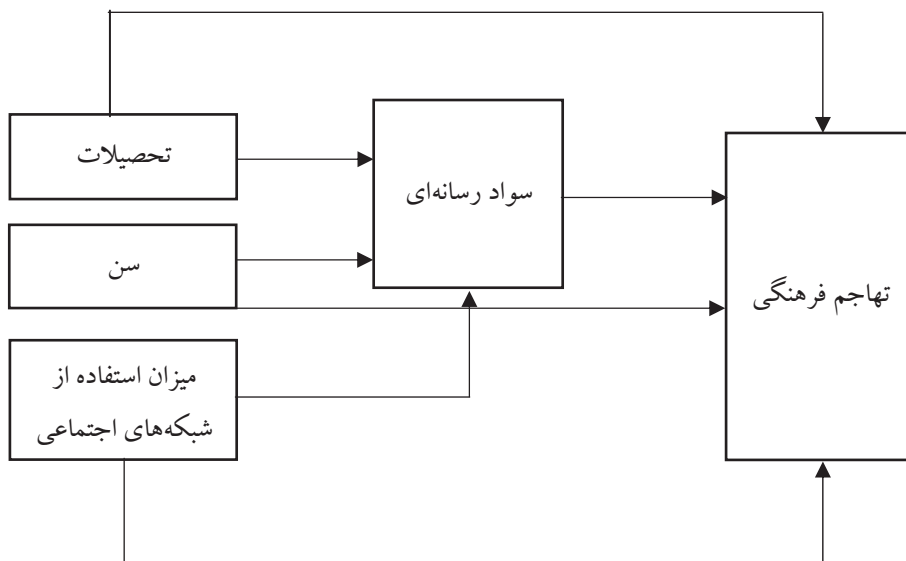 تحصیلات
سن
میزان استفاده از
شبکه‌های اجتماعی
سواد رسانه‌ای
تهاجم فرهنگی